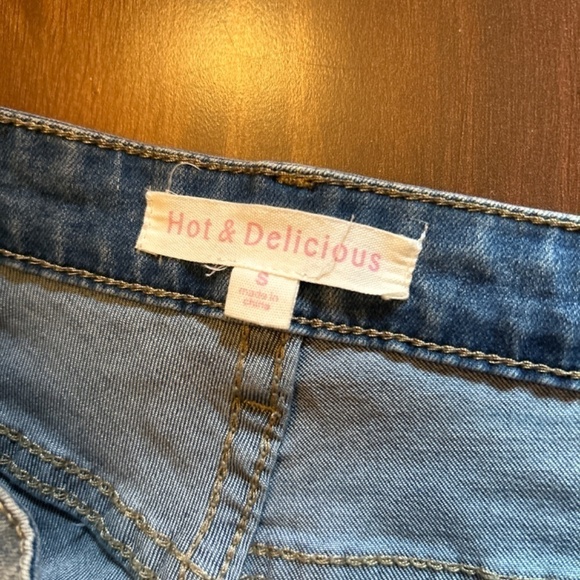 Hot & Delicious
S
made in
china